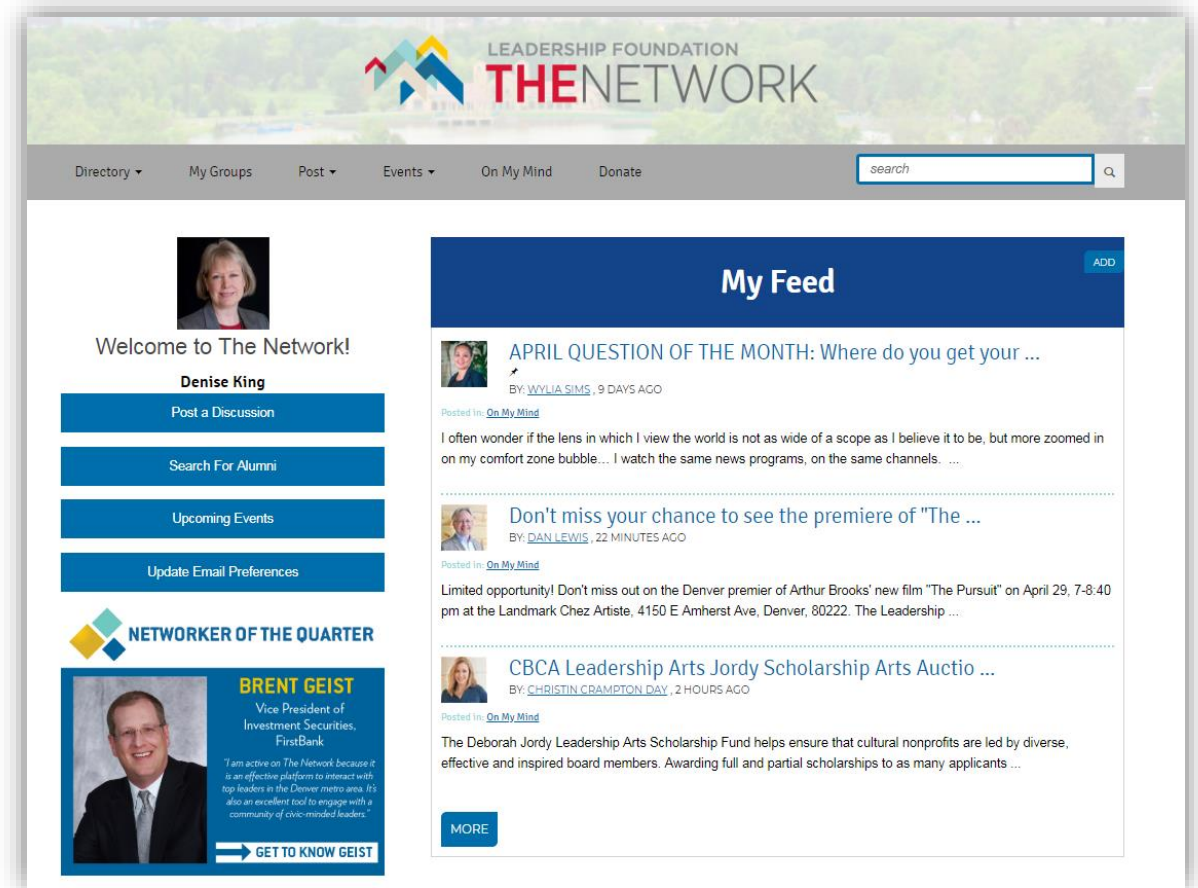 LEADERSHIP FOUNDATION
THENETWORK
Directory
My Groups
Post
Events
On My Mind
Donate
search
Welcome to The Network!
Denise King
Post a Discussion
Search For Alumni
Upcoming Events
Update Email Preferences
NETWORKER OF THE QUARTER
BRENT GEIST
Vice President of
Investment Securities,
FirstBank
"I am active on The Network because it
is an effective platform to interact with
top leaders in the Denver metro area. It's
also an excellent tool to engage with a
community of civic-minded leaders."
GET TO KNOW GEIST
My Feed
ADD
APRIL QUESTION OF THE MONTH: Where do you get your ...
BY: WYLIA SIMS , 9 DAYS AGO
Posted in: On My Mind
I often wonder if the lens in which I view the world is not as wide of a scope as I believe it to be, but more zoomed in
on my comfort zone bubble… I watch the same news programs, on the same channels. ...
Don't miss your chance to see the premiere of "The ...
BY: DAN LEWIS , 22 MINUTES AGO
Posted in: On My Mind
Limited opportunity! Don't miss out on the Denver premier of Arthur Brooks' new film "The Pursuit" on April 29, 7-8:40
pm at the Landmark Chez Artiste, 4150 E Amherst Ave, Denver, 80222. The Leadership ...
CBCA Leadership Arts Jordy Scholarship Arts Auctio ...
BY: CHRISTIN CRAMPTON DAY , 2 HOURS AGO
Posted in: On My Mind
The Deborah Jordy Leadership Arts Scholarship Fund helps ensure that cultural nonprofits are led by diverse,
effective and inspired board members. Awarding full and partial scholarships to as many applicants ...
MORE